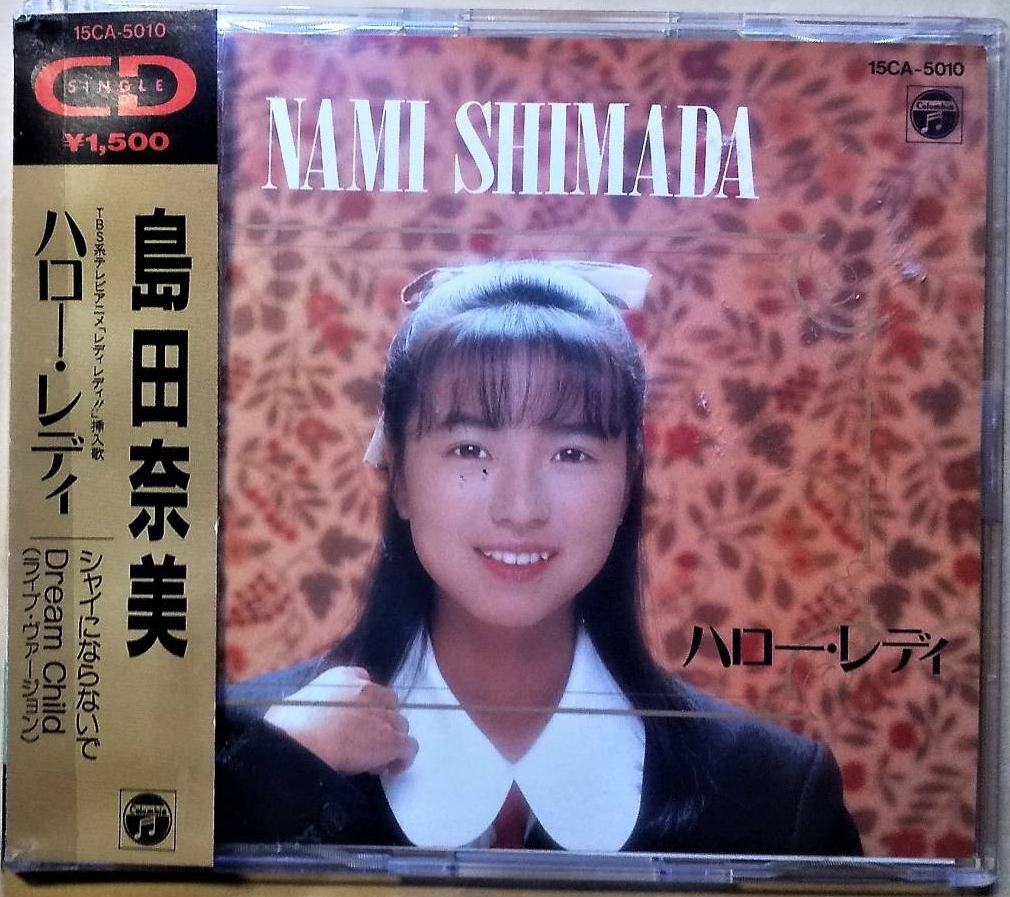 15CA-5010
CD
SINGLE
¥1,500
島田奈美
TBS系テレビアニメ「レディレディ!!」挿入歌
ハロー・レディ
シャイにならないで
Dream Child
(ライブ・ヴァージョン)
Columbia
NAMI SHIMADA
15CA-5010
Columbia
ハロー・レディ